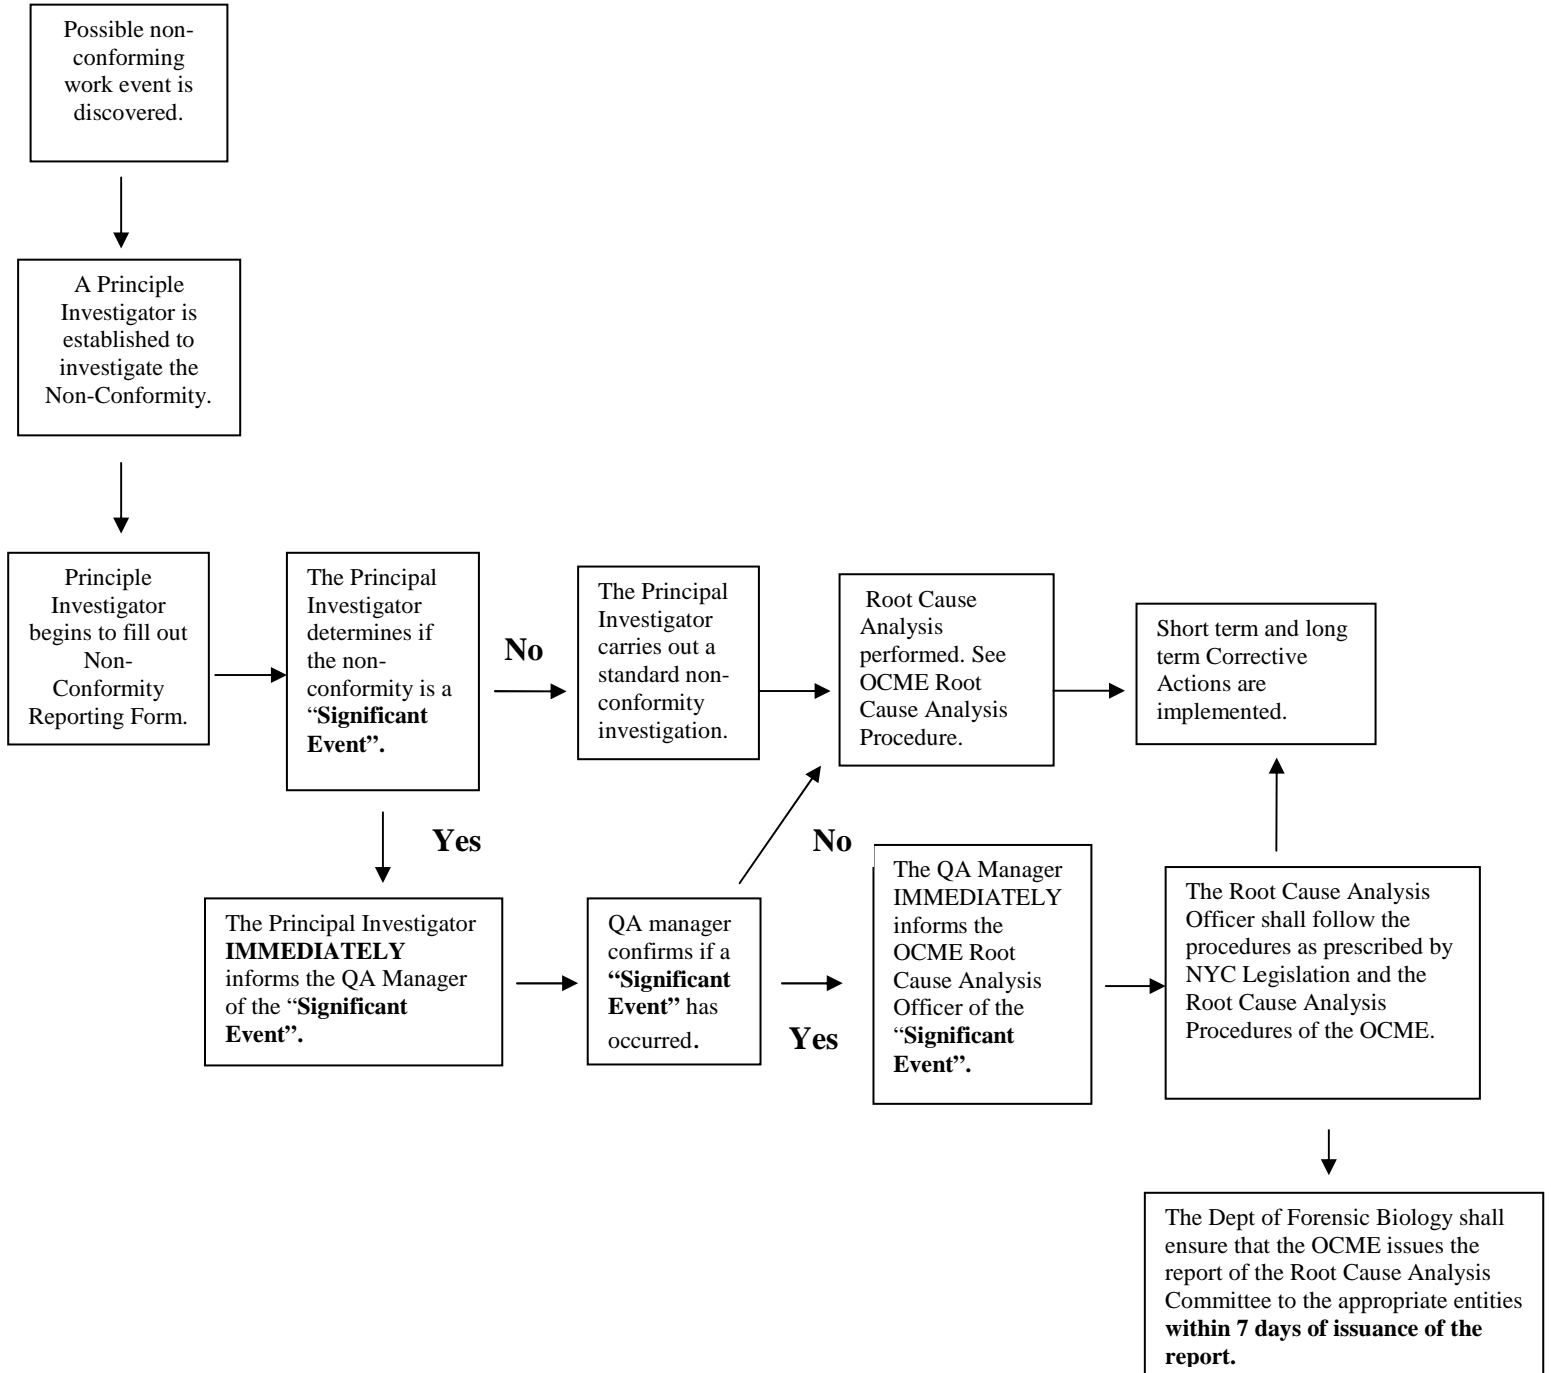 Possible non-
conforming
work event is
discovered.
A Principle
Investigator is
established to
investigate the
Non-Conformity.
Principle
Investigator
begins to fill out
Non-
Conformity
Reporting Form.
The Principal
Investigator
determines if
the non-
conformity is a
“Significant
Event”.
No
The Principal
Investigator
carries out a
standard non-
conformity
investigation.
Root Cause
Analysis
performed. See
OCME Root
Cause Analysis
Procedure.
Short term and long
term Corrective
Actions are
implemented.
Yes
No
The Principal Investigator
IMMEDIATELY
informs the QA Manager
of the “Significant
Event”.
QA manager
confirms if a
“Significant
Event” has
occurred.
Yes
The QA Manager
IMMEDIATELY
informs the
OCME Root
Cause Analysis
Officer of the
“Significant
Event”.
The Root Cause Analysis
Officer shall follow the
procedures as prescribed by
NYC Legislation and the
Root Cause Analysis
Procedures of the OCME.
The Dept of Forensic Biology shall
ensure that the OCME issues the
report of the Root Cause Analysis
Committee to the appropriate entities
within 7 days of issuance of the
report.